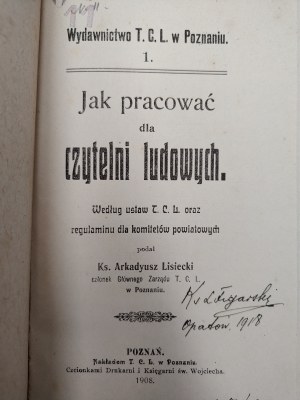 Wydawnictwo T. C. L. w Poznaniu.
1.
Jak pracować
dla
czytelni ludowych.
Według ustaw T. C. L. oraz
regulaminu dla komitetów powiatowych
podał
Ks. Arkadyusz Lisiecki
członek Głównego Zarządu T. C. L.
w Poznaniu.
Ks
Opatów, 1918
POZNAŃ.
Nakładem T. C. L. w Poznaniu.
Czcionkami Drukarni i Księgarni św. Wojciecha.
1908.